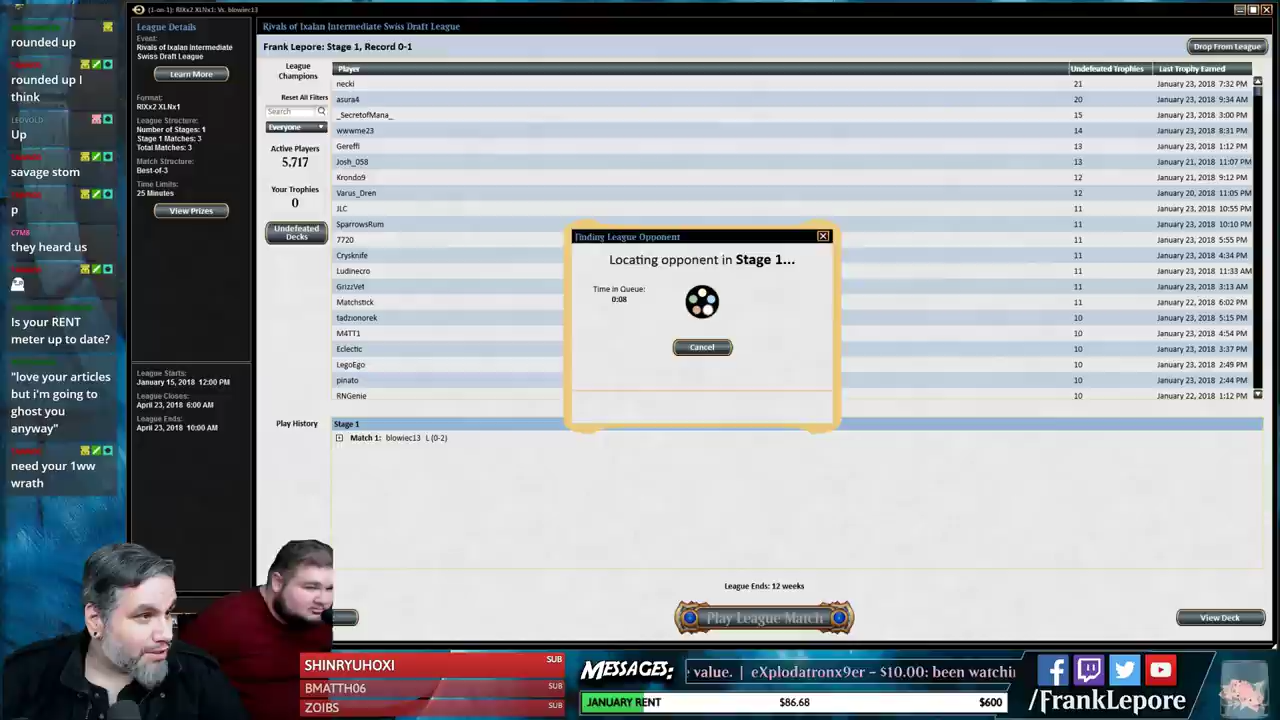 rounded up
rounded up I
think
LEDVOLD
Up
savage stom
p
C7MB
they heard us
Is your RENT
meter up to date?
"love your articles
but i'm going to
ghost you
anyway"
need your 1ww
wrath
(1-on-1): RIXx2 XLNx1: Vs. blowiec13
League Details
Event:
Rivals of Ixalan Intermediate
Swiss Draft League
Learn More
Format:
RIXx2 XLNx1
League Structure:
Number of Stages: 1
Stage 1 Matches: 3
Total Matches: 3
Match Structure:
Best-of-3
Time Limits:
25 Minutes
View Prizes
League Starts:
January 15, 2018 12:00 PM
League Closes:
April 23, 2018 6:00 AM
League Ends:
April 23, 2018 10:00 AM
Rivals of Ixalan Intermediate Swiss Draft League
Frank Lepore: Stage 1, Record 0-1
Drop From League
League
Champions
Reset All Filters
Search
Everyone
Active Players
5,717
Your Trophies
0
Undefeated
Decks
Player Undefeated Trophies Last Trophy Earned
necki 21 January 23, 2018 7:32 PM
asura4 20 January 23, 2018 9:34 AM
_SecretofMana_ 15 January 23, 2018 3:00 PM
wwwme23 14 January 23, 2018 8:31 PM
Gereffi 13 January 23, 2018 1:12 PM
Josh_058 13 January 21, 2018 11:07 PM
Krondo9 12 January 21, 2018 9:12 PM
Varus_Dren 12 January 20, 2018 11:05 PM
JLC 11 January 23, 2018 10:55 PM
SparrowsRum 11 January 23, 2018 10:10 PM
7720 11 January 23, 2018 5:55 PM
Crysknife 11 January 23, 2018 4:34 PM
Ludinecro 11 January 23, 2018 11:33 AM
GrizzVet 11 January 23, 2018 3:13 AM
Matchstick 11 January 22, 2018 6:02 PM
tadzionorek 10 January 23, 2018 5:15 PM
M4TT1 10 January 23, 2018 4:54 PM
Eclectic 10 January 23, 2018 3:37 PM
LegoEgo 10 January 23, 2018 2:49 PM
pinato 10 January 23, 2018 2:44 PM
RNGenie 10 January 22, 2018 1:12 PM
Finding League Opponent
Locating opponent in Stage 1...
Time in Queue:
0:08
Cancel
Play History
Stage 1
Match 1: blowiec13 L (0-2)
League Ends: 12 weeks
Play League Match
View Deck
SHINRYUHOXI SUB
BMATTH06 SUB
ZOIBS SUB
MESSAGES:
value. | eXplodatronx9er – $10.00: been watchin
JANUARY RENT $86.68 $600
/FrankLepore